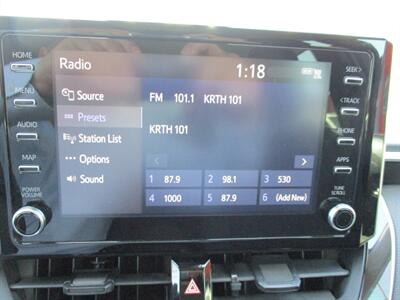 Radio
1:18
HOME
MENU
AUDIO
MAP
POWER
VOLUME
Source
Presets
Station List
Options
Sound
FM 101.1 KRTH 101
KRTH 101
1 87.9
2 98.1
3 530
4 1000
5 87.9
6 (Add New)
SEEK >
< TRACK
PHONE
APPS
TUNE
SCROLL